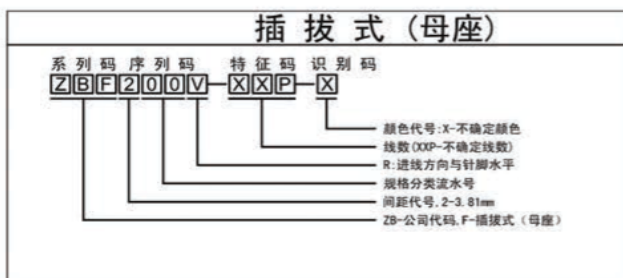 插拔式(母座)
系列码 序列码 特征码 识别码
ZBF200V-XXP-X
颜色代号:X-不确定颜色
线数(XXP-不确定线数)
R:进线方向与针脚水平
规格分类流水号
间距代号.2-3.81mm
ZB-公司代码.F-插拔式(母座)